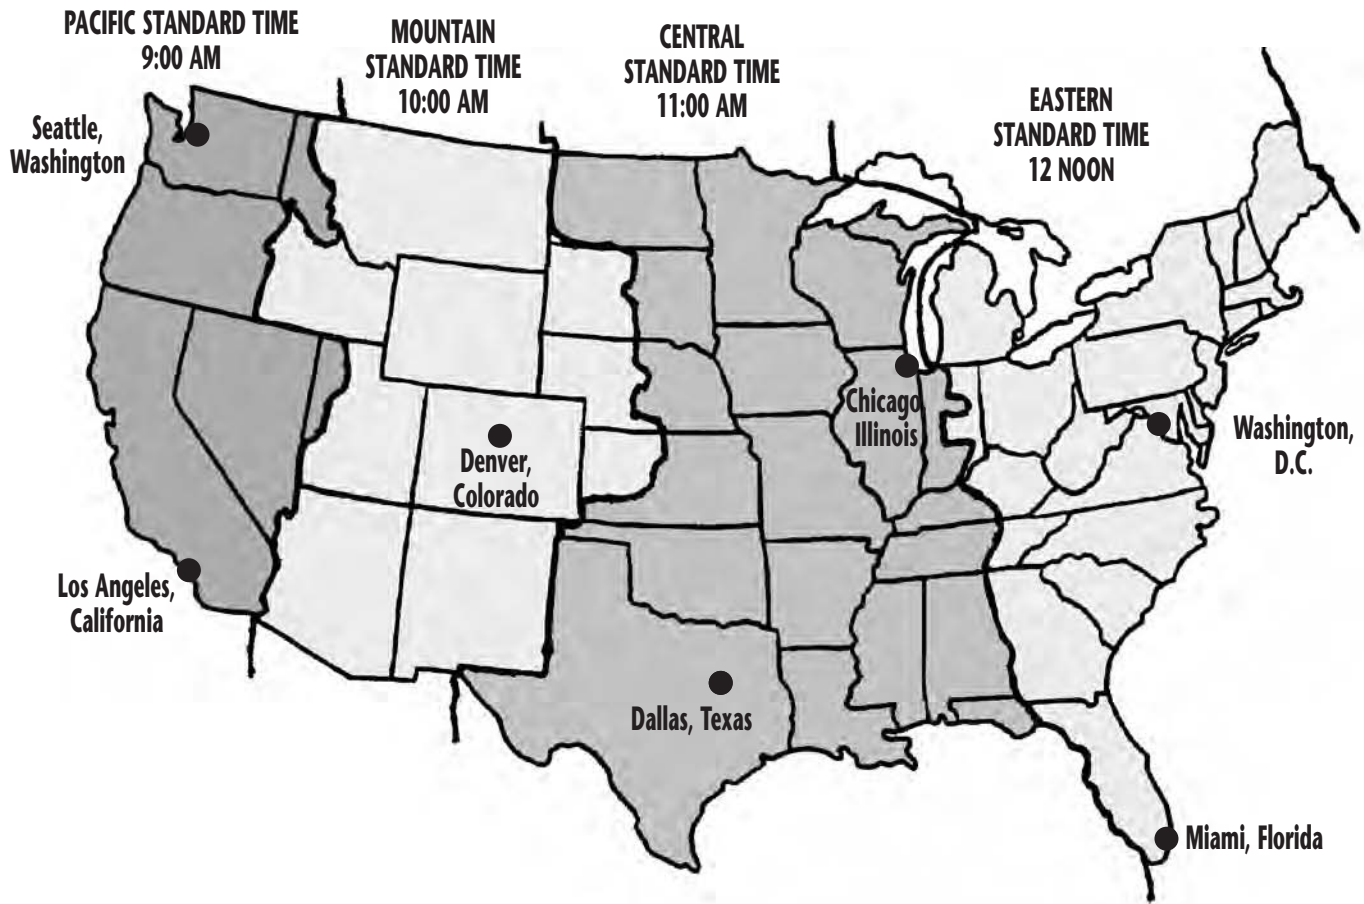 PACIFIC STANDARD TIME
9:00 AM
MOUNTAIN
STANDARD TIME
10:00 AM
CENTRAL
STANDARD TIME
11:00 AM
EASTERN
STANDARD TIME
12 NOON
Seattle,
Washington
Chicago
Illinois
Washington,
D.C.
Denver,
Colorado
Los Angeles,
California
Dallas, Texas
Miami, Florida